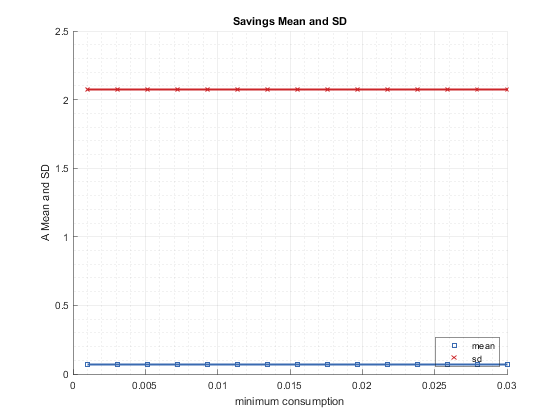 Savings Mean and SD
A Mean and SD
2.5
2
1.5
1
0.5
0
0 0.005 0.01 0.015 0.02 0.025 0.03
minimum consumption
mean
sd